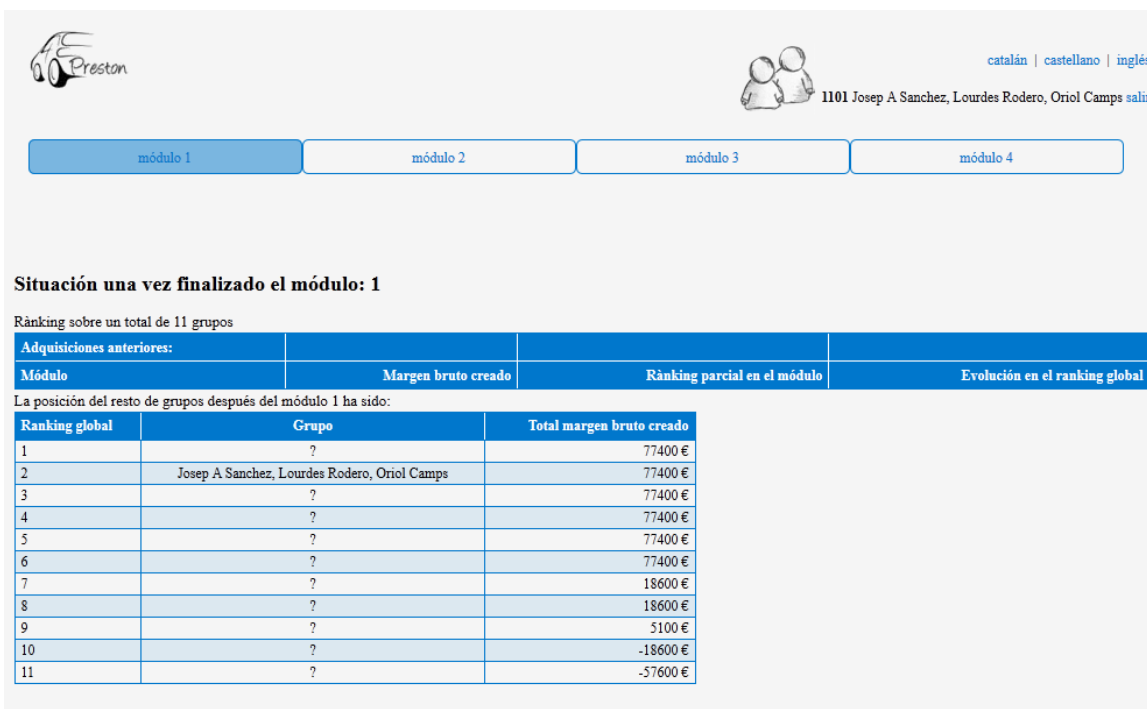 Preston
catalán | castellano | inglés
1101 Josep A Sanchez, Lourdes Rodero, Oriol Camps sali
módulo 1 módulo 2 módulo 3 módulo 4
Situación una vez finalizado el módulo: 1
Rànking sobre un total de 11 grupos
Adquisiciones anteriores:
Módulo Margen bruto creado Rànking parcial en el módulo Evolución en el ranking global
La posición del resto de grupos después del módulo 1 ha sido:
Ranking global Grupo Total margen bruto creado
1 ? 77400 €
2 Josep A Sanchez, Lourdes Rodero, Oriol Camps 77400 €
3 ? 77400 €
4 ? 77400 €
5 ? 77400 €
6 ? 77400 €
7 ? 18600 €
8 ? 18600 €
9 ? 5100 €
10 ? -18600 €
11 ? -57600 €